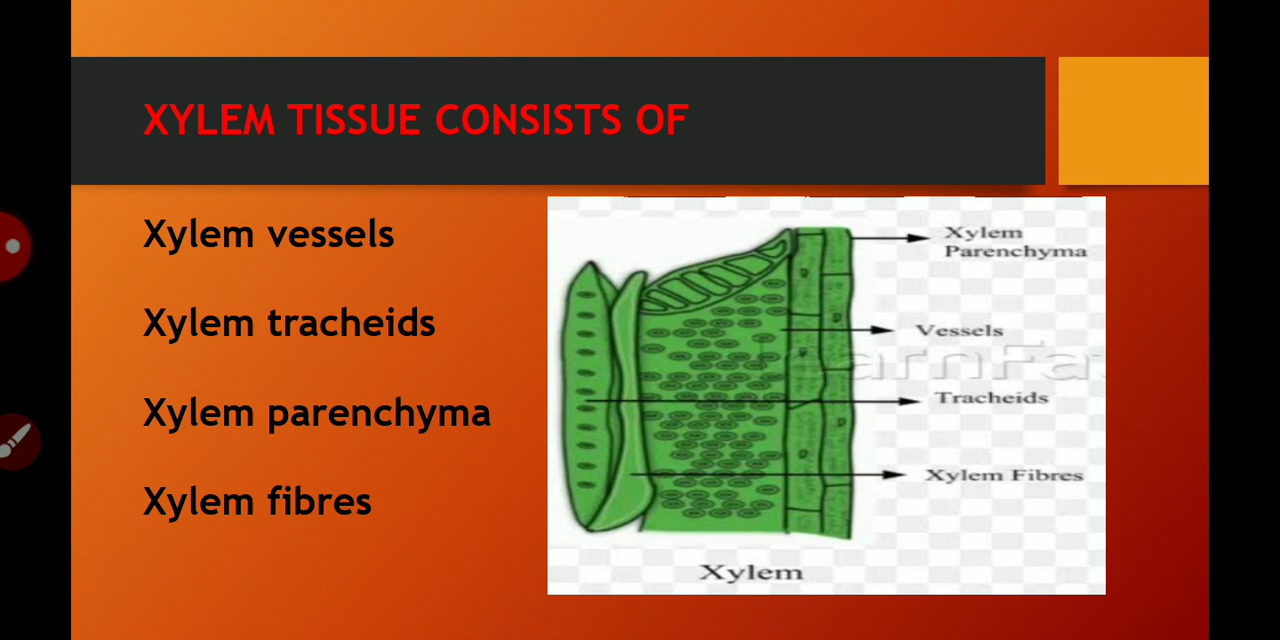 XYLEM TISSUE CONSISTS OF
Xylem vessels
Xylem tracheids
Xylem parenchyma
Xylem fibres
Xylem
Parenchyma
Vessels
Tracheids
Xylem Fibres
Xylem